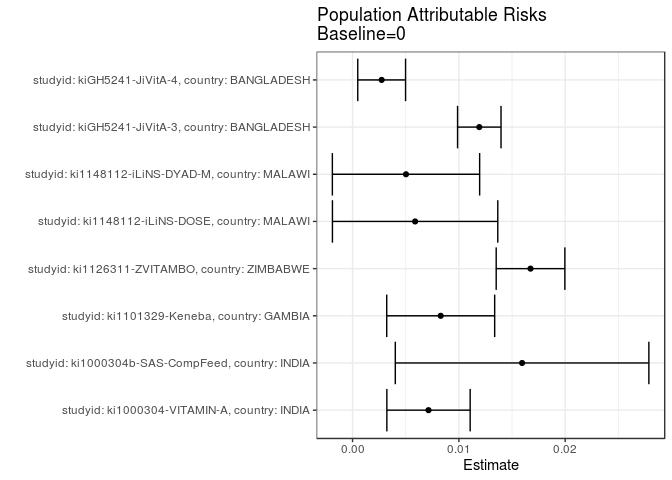 Population Attributable Risks
Baseline=0
studyid: kiGH5241-JiVitA-4, country: BANGLADESH
studyid: kiGH5241-JiVitA-3, country: BANGLADESH
studyid: ki1148112-iLiNS-DYAD-M, country: MALAWI
studyid: ki1148112-iLiNS-DOSE, country: MALAWI
studyid: ki1126311-ZVITAMBO, country: ZIMBABWE
studyid: ki1101329-Keneba, country: GAMBIA
studyid: ki1000304b-SAS-CompFeed, country: INDIA
studyid: ki1000304-VITAMIN-A, country: INDIA
0.00 0.01 0.02
Estimate